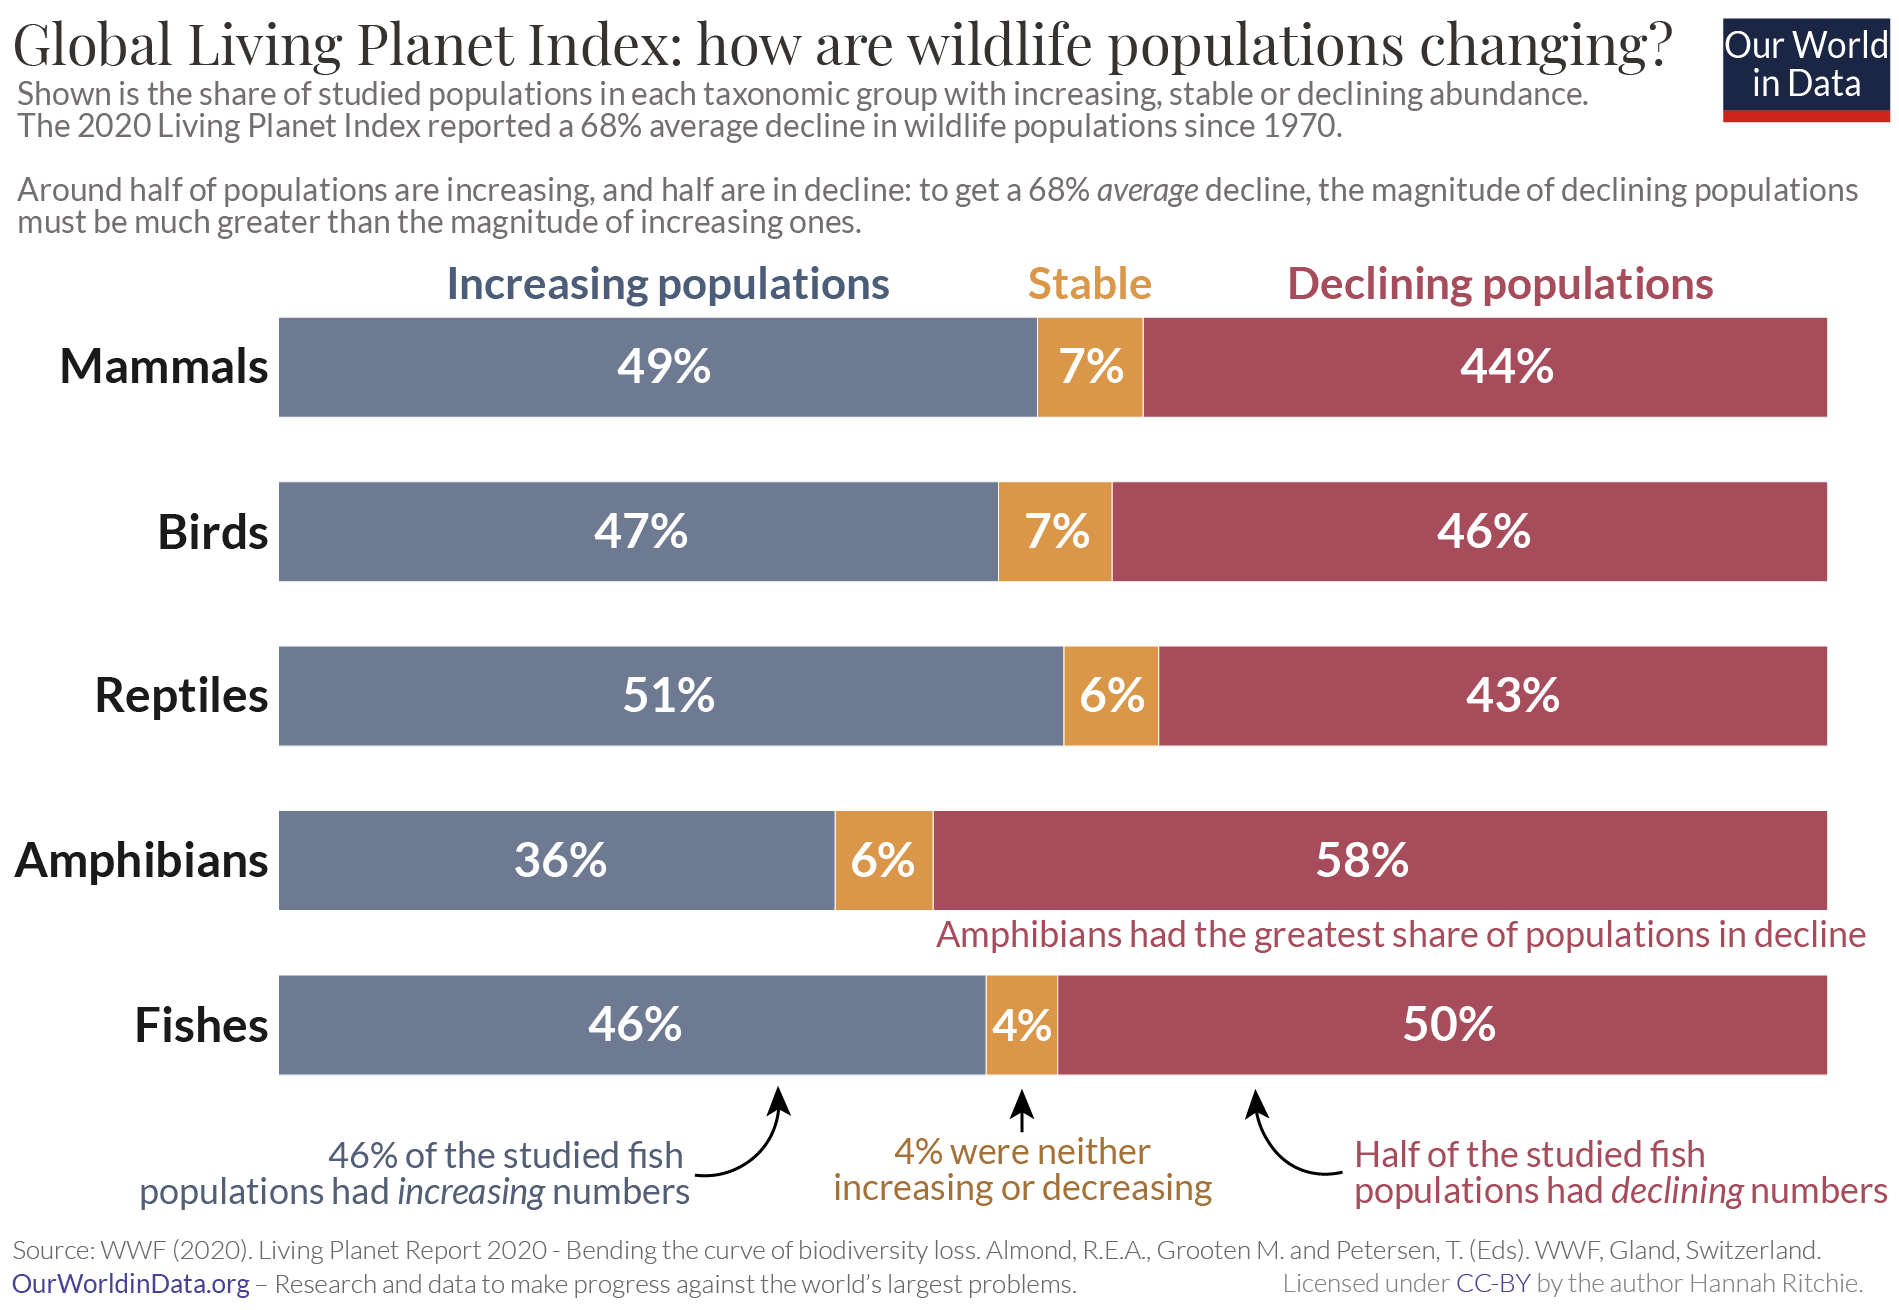 Global Living Planet Index: how are wildlife populations changing?
Our World
in Data
Shown is the share of studied populations in each taxonomic group with increasing, stable or declining abundance.
The 2020 Living Planet Index reported a 68% average decline in wildlife populations since 1970.
Around half of populations are increasing, and half are in decline: to get a 68% average decline, the magnitude of declining populations
must be much greater than the magnitude of increasing ones.
Increasing populations Stable Declining populations
Mammals 49% 7% 44%
Birds 47% 7% 46%
Reptiles 51% 6% 43%
Amphibians 36% 6% 58%
Amphibians had the greatest share of populations in decline
Fishes 46% 4% 50%
46% of the studied fish
populations had increasing numbers
4% were neither
increasing or decreasing
Half of the studied fish
populations had declining numbers
Source: WWF (2020). Living Planet Report 2020 - Bending the curve of biodiversity loss. Almond, R.E.A., Grooten M. and Petersen, T. (Eds). WWF, Gland, Switzerland.
OurWorldinData.org – Research and data to make progress against the world's largest problems.
Licensed under CC-BY by the author Hannah Ritchie.